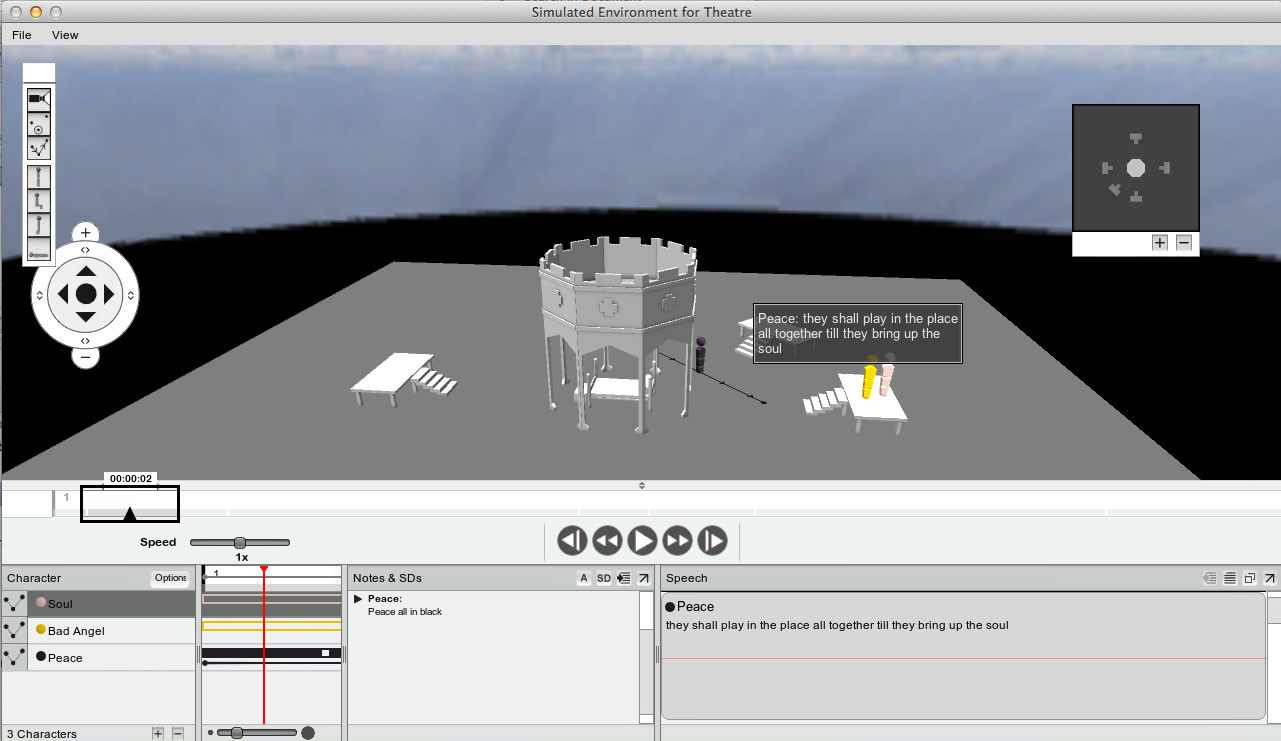 Simulated Environment for Theatre
File View
Peace: they shall play in the place
all together till they bring up the
soul
00:00:02
1
Speed
1x
Character Options
1
Notes & SDs A SD
Speech
Soul
Bad Angel
Peace
Peace:
Peace all in black
Peace
they shall play in the place all together till they bring up the soul
3 Characters